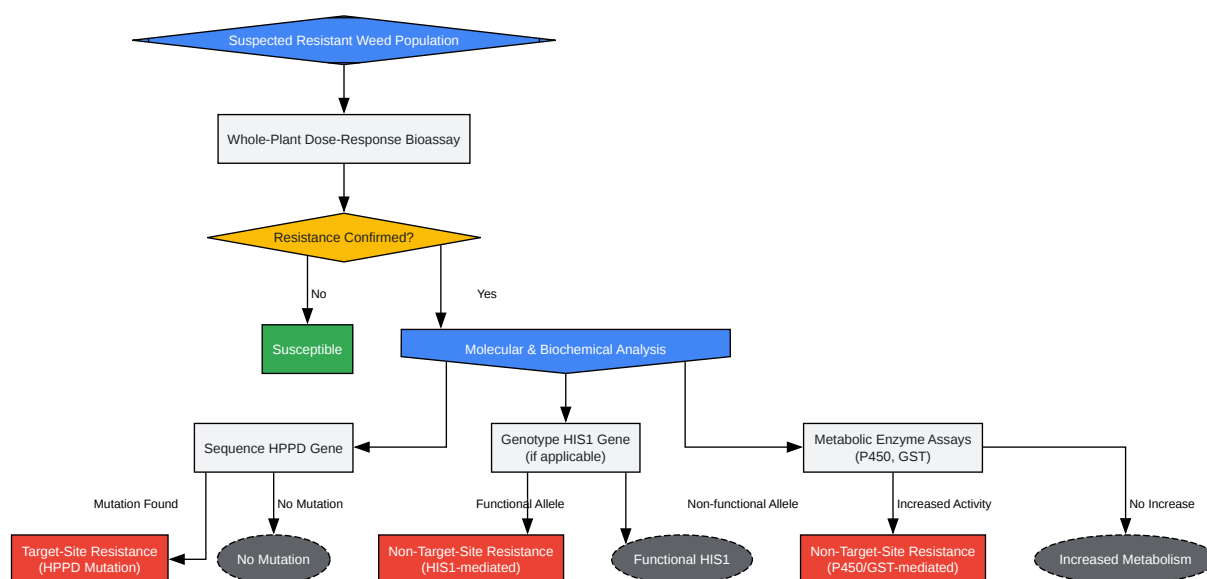 Suspected Resistant Weed Population
Whole-Plant Dose-Response Bioassay
Resistance Confirmed?
No
Yes
Susceptible
Molecular & Biochemical Analysis
Sequence HPPD Gene
Genotype HIS1 Gene
(if applicable)
Metabolic Enzyme Assays
(P450, GST)
Mutation Found
No Mutation
Functional Allele
Non-functional Allele
Increased Activity
No Increase
Target-Site Resistance
(HPPD Mutation)
No Mutation
Non-Target-Site Resistance
(HIS1-mediated)
Functional HIS1
Non-Target-Site Resistance
(P450/GST-mediated)
Increased Metabolism